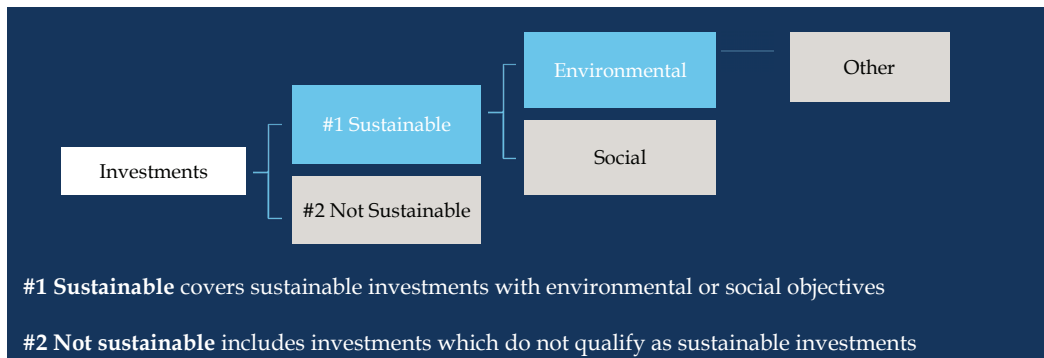 Environmental
Other
#1 Sustainable
Social
Investments
#2 Not Sustainable
#1 Sustainable covers sustainable investments with environmental or social objectives
#2 Not sustainable includes investments which do not qualify as sustainable investments